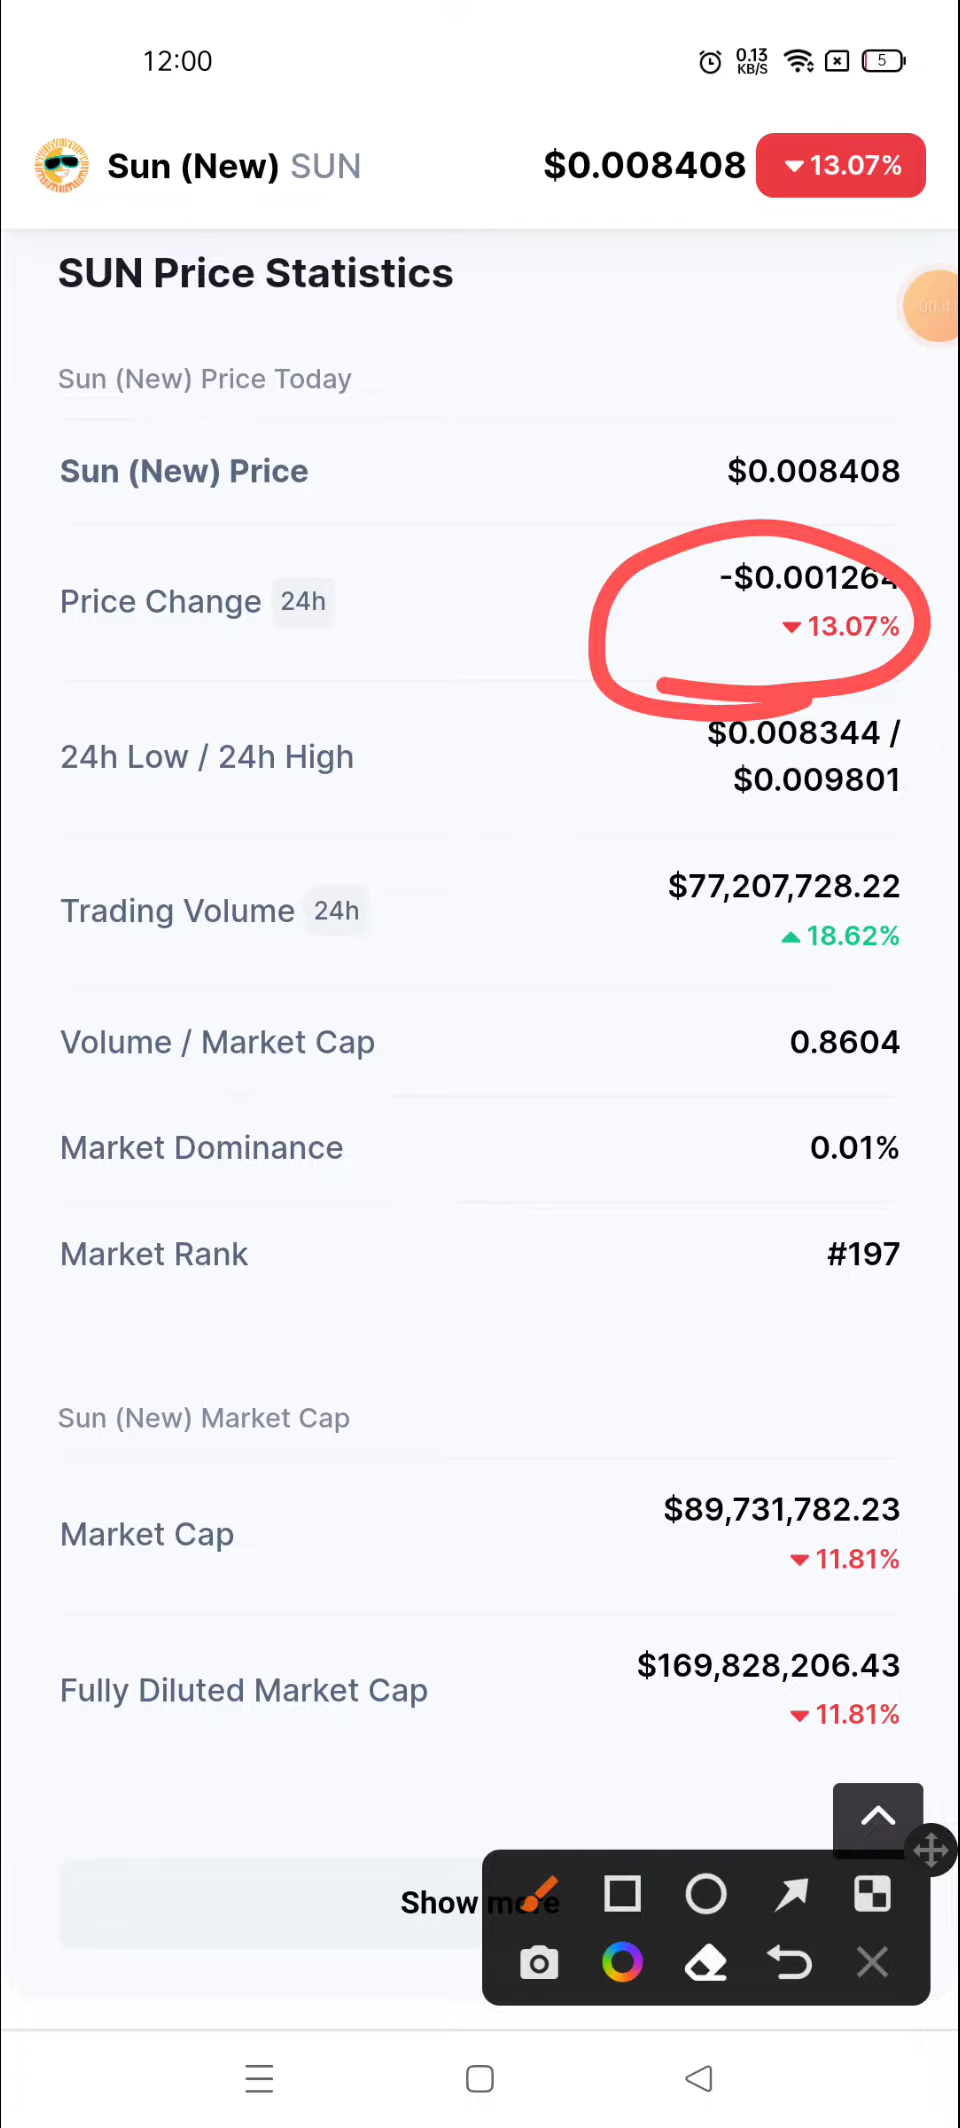 12:00
0.13
KB/S
5
Sun (New) SUN
$0.008408
13.07%
SUN Price Statistics
Sun (New) Price Today
Sun (New) Price
$0.008408
Price Change 24h
-$0.001264
13.07%
24h Low / 24h High
$0.008344 /
$0.009801
Trading Volume 24h
$77,207,728.22
18.62%
Volume / Market Cap
0.8604
Market Dominance
0.01%
Market Rank
#197
Sun (New) Market Cap
Market Cap
$89,731,782.23
11.81%
Fully Diluted Market Cap
$169,828,206.43
11.81%
Show more